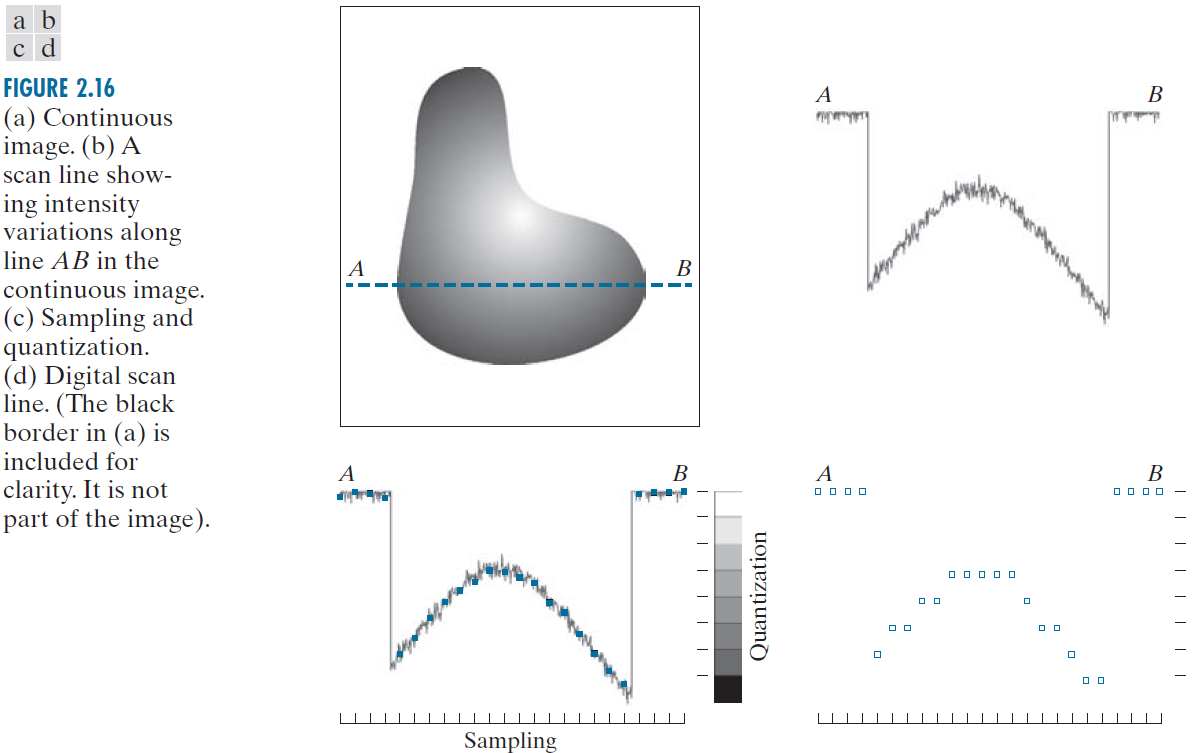 a b
c d
FIGURE 2.16
(a) Continuous
image. (b) A
scan line show-
ing intensity
variations along
line AB in the
continuous image.
(c) Sampling and
quantization.
(d) Digital scan
line. (The black
border in (a) is
included for
clarity. It is not
part of the image).
A B
A B
A B
Quantization
Sampling
A B